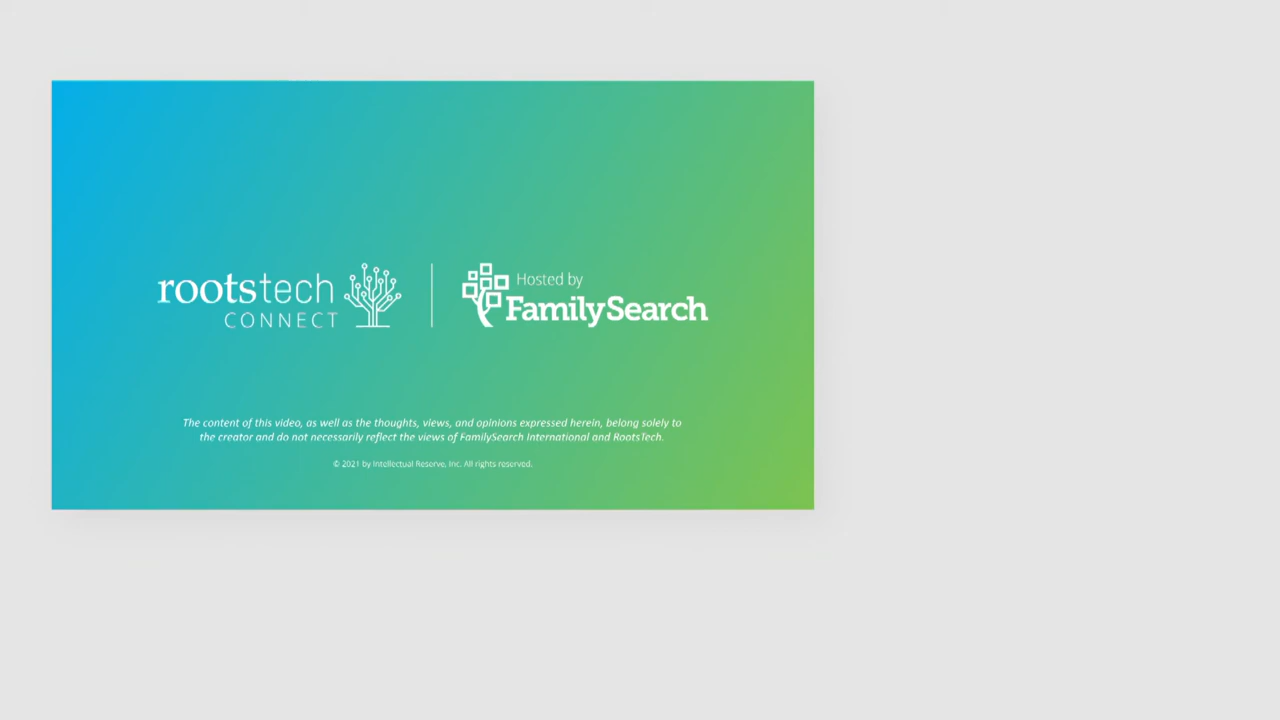 rootstech
CONNECT
Hosted by
FamilySearch
The content of this video, as well as the thoughts, views, and opinions expressed herein, belong solely to
the creator and do not necessarily reflect the views of FamilySearch International and RootsTech.
© 2021 by Intellectual Reserve, Inc. All rights reserved.